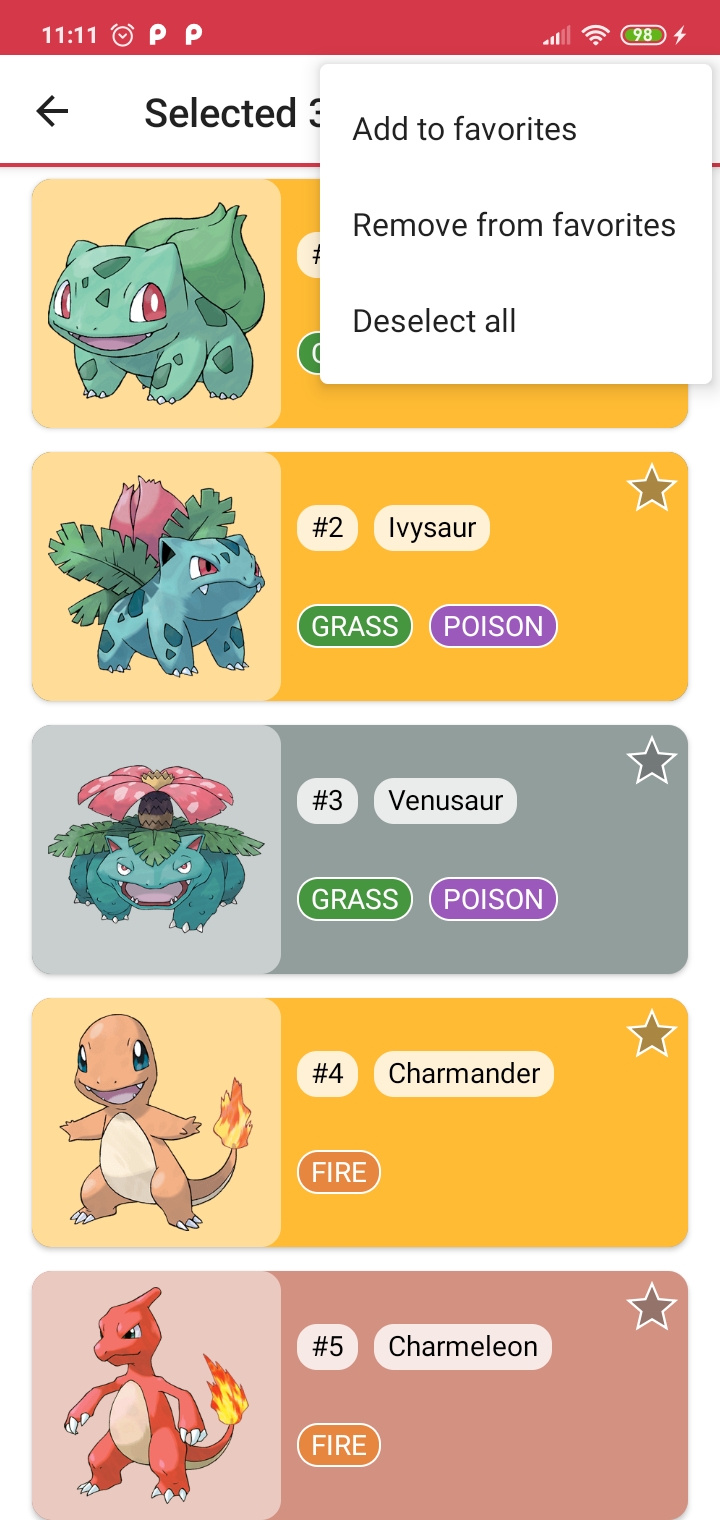 11:11 P P 98
Selected 3
Add to favorites
Remove from favorites
Deselect all
#2 Ivysaur
GRASS POISON
#3 Venusaur
GRASS POISON
#4 Charmander
FIRE
#5 Charmeleon
FIRE